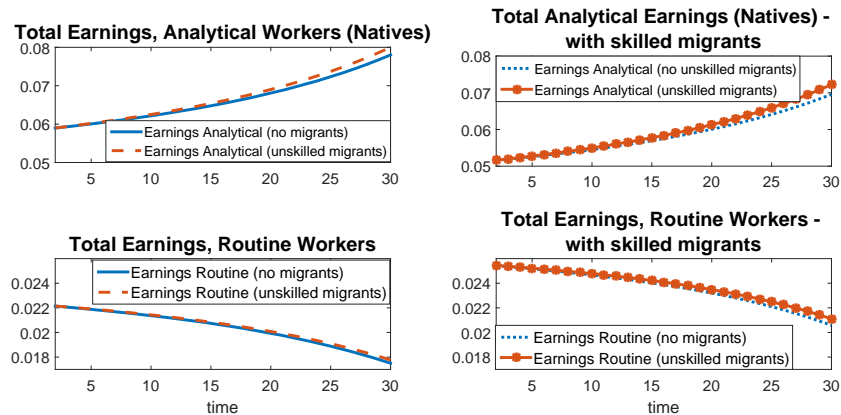 Total Earnings, Analytical Workers (Natives)
0.08
0.07
0.06
0.05
Earnings Analytical (no migrants)
Earnings Analytical (unskilled migrants)
5 10 15 20 25 30
Total Analytical Earnings (Natives) -
with skilled migrants
0.08
0.07
0.06
0.05
Earnings Analytical (no unskilled migrants)
Earnings Analytical (unskilled migrants)
5 10 15 20 25 30
Total Earnings, Routine Workers
0.024
0.022
0.02
0.018
Earnings Routine (no migrants)
Earnings Routine (unskilled migrants)
5 10 15 20 25 30
time
Total Earnings, Routine Workers -
with skilled migrants
0.024
0.022
0.02
0.018
Earnings Routine (no migrants)
Earnings Routine (unskilled migrants)
5 10 15 20 25 30
time